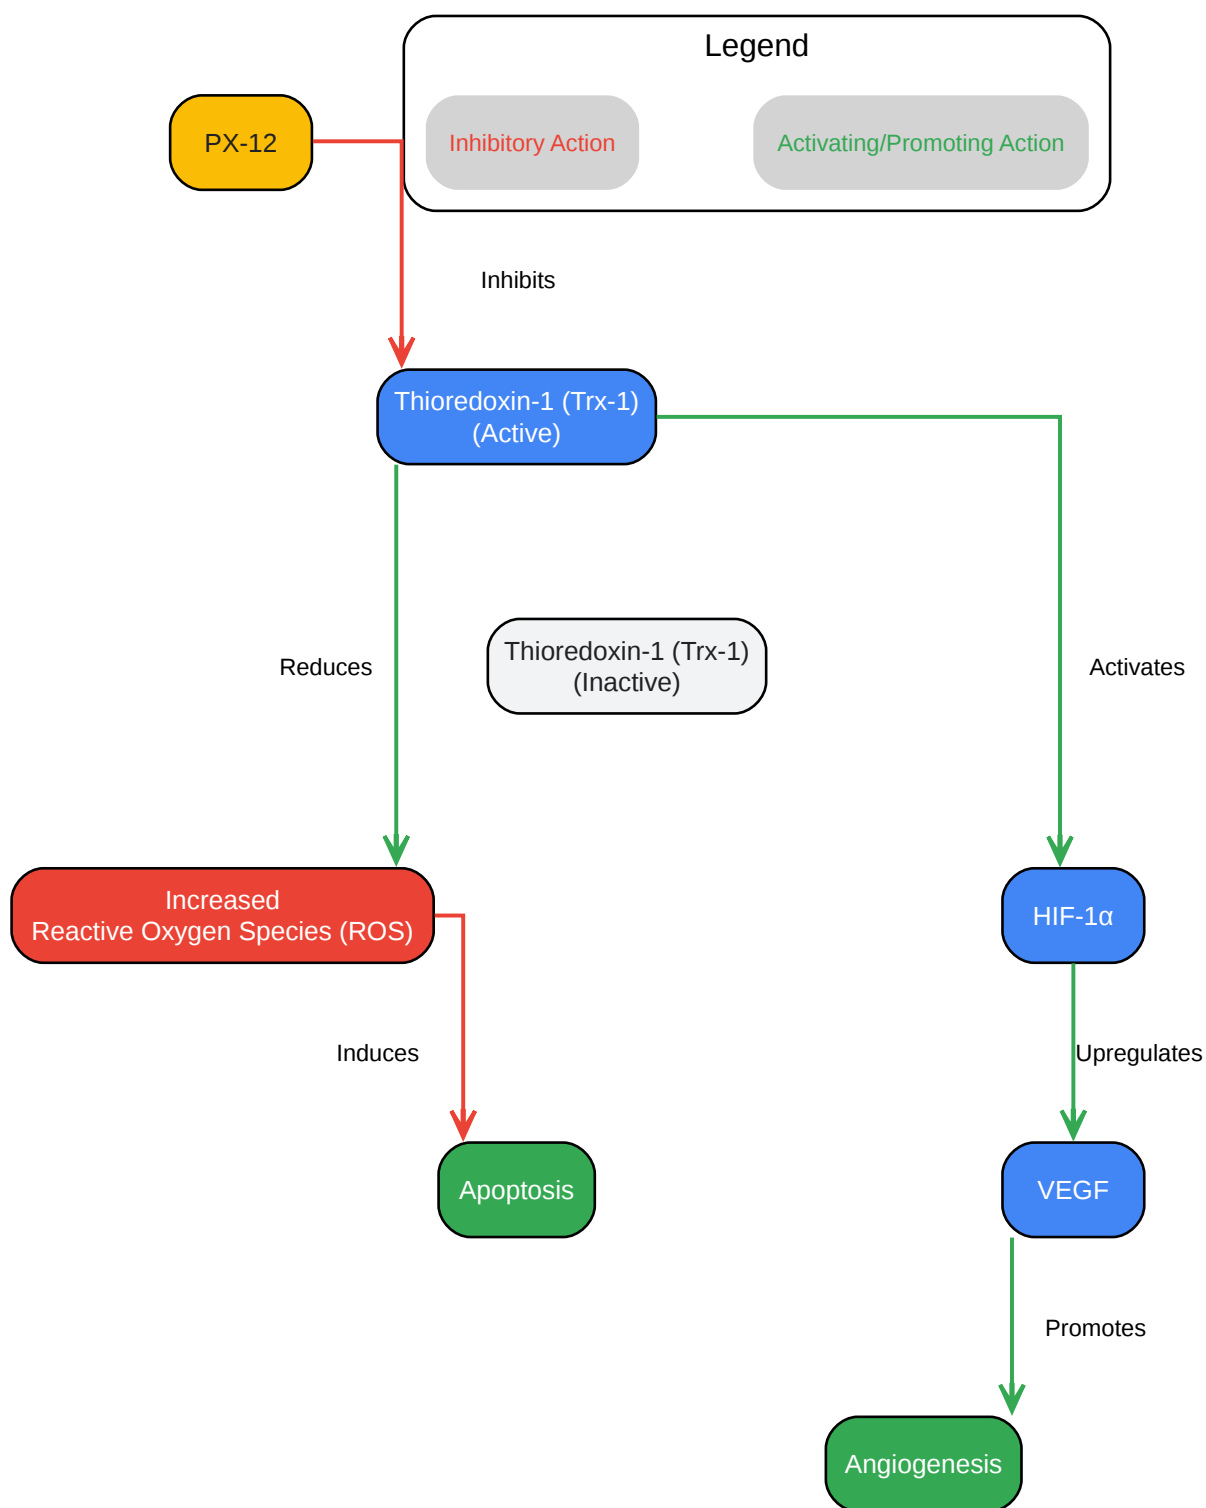 Legend
PX-12
Inhibitory Action
Activating/Promoting Action
Inhibits
Thioredoxin-1 (Trx-1)
(Active)
Reduces
Thioredoxin-1 (Trx-1)
(Inactive)
Activates
Increased
Reactive Oxygen Species (ROS)
HIF-1α
Induces
Upregulates
Apoptosis
VEGF
Promotes
Angiogenesis